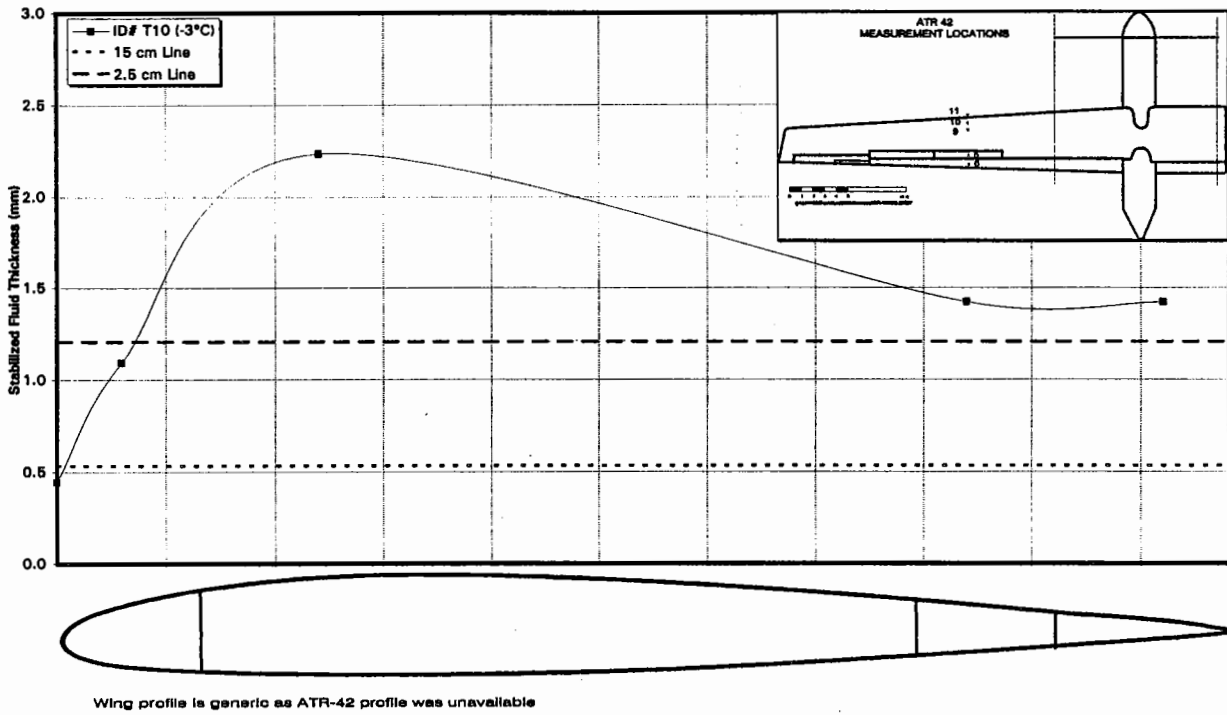 3.0
2.5
2.0
1.5
1.0
0.5
0.0
Stabilized Fluid Thickness (mm)
ID# T10 (-3°C)
15 cm Line
2.5 cm Line
ATR 42
MEASUREMENT LOCATIONS
11
10
9
Wing profile is generic as ATR-42 profile was unavailable